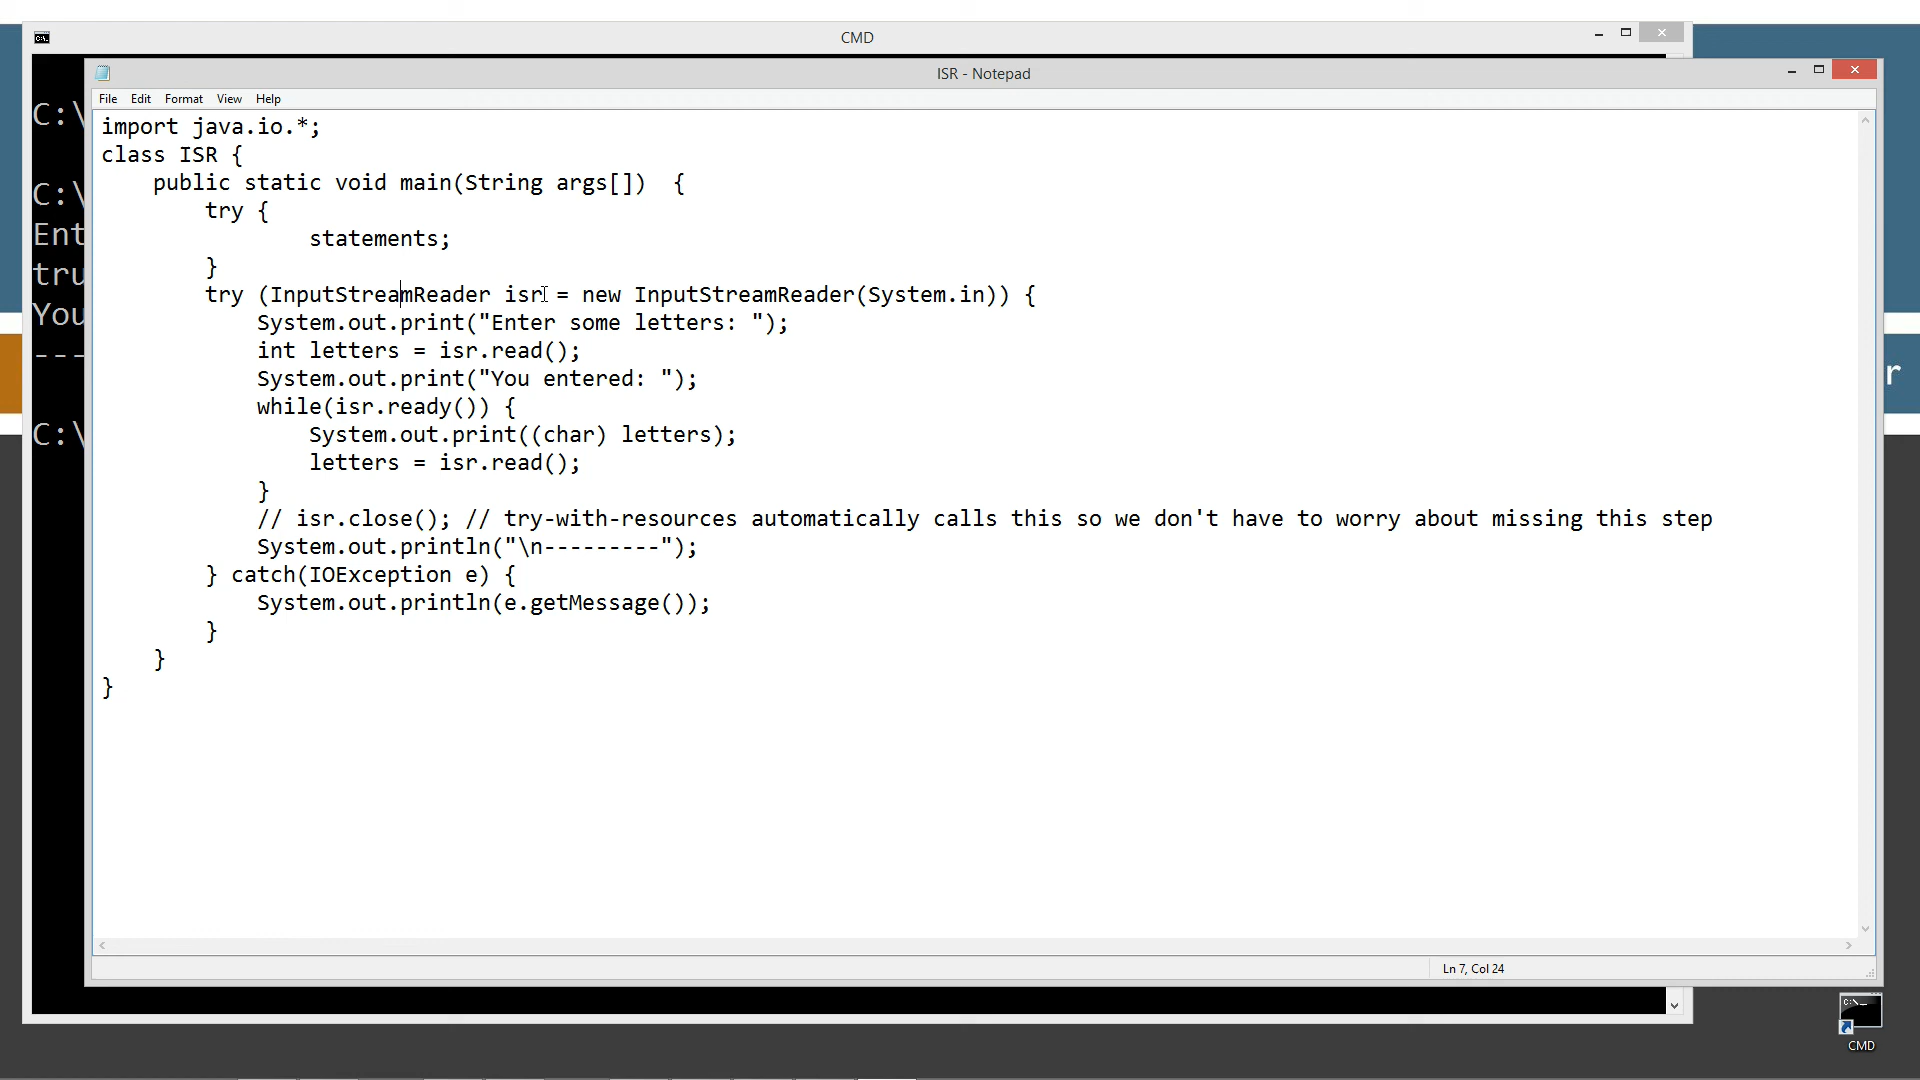 CMD
ISR - Notepad
File Edit Format View Help
import java.io.*;
class ISR {
    public static void main(String args[])  {
        try {
                statements;
        }
        try (InputStreamReader isr = new InputStreamReader(System.in)) {
            System.out.print("Enter some letters: ");
            int letters = isr.read();
            System.out.print("You entered: ");
            while(isr.ready()) {
                System.out.print((char) letters);
                letters = isr.read();
            }
            // isr.close(); // try-with-resources automatically calls this so we don't have to worry about missing this step
            System.out.println("\n---------");
        } catch(IOException e) {
            System.out.println(e.getMessage());
        }
    }
}
C:\
C:\
Ent
tru
You
---
C:\
r
Ln 7, Col 24
CMD